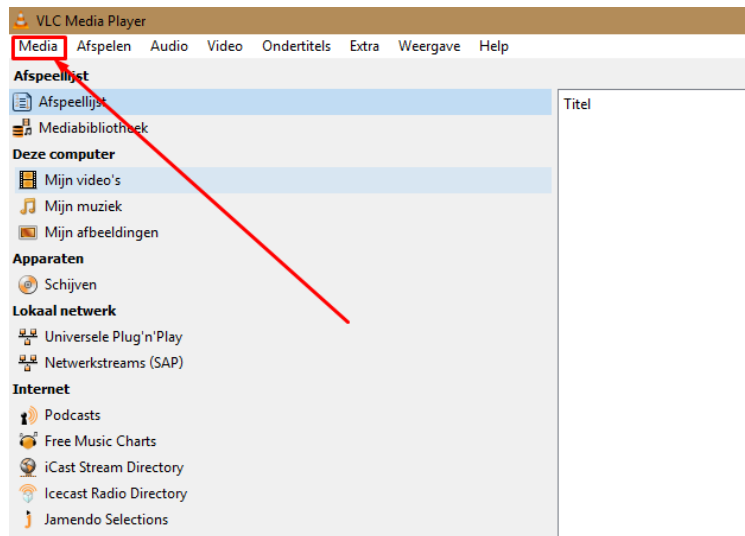 VLC Media Player
Media Afspelen Audio Video Ondertitels Extra Weergave Help
Afspeellijst
Afspeellijst
Titel
Mediabibliotheek
Deze computer
Mijn video's
Mijn muziek
Mijn afbeeldingen
Apparaten
Schijven
Lokaal netwerk
Universele Plug'n'Play
Netwerkstreams (SAP)
Internet
Podcasts
Free Music Charts
iCast Stream Directory
Icecast Radio Directory
Jamendo Selections